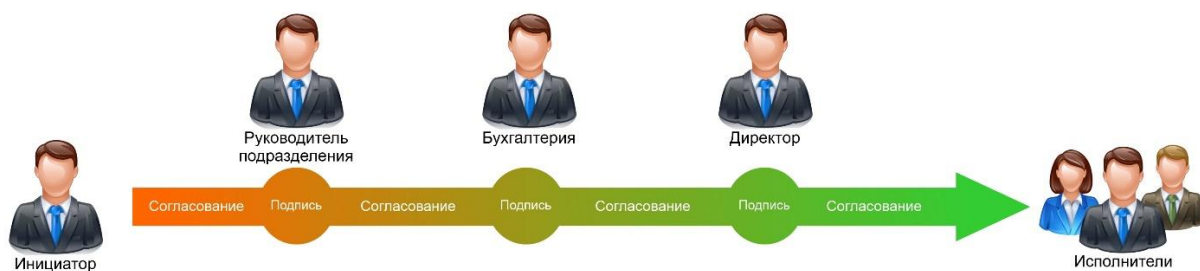 Руководитель
подразделения
Бухгалтерия
Директор
Согласование
Подпись
Согласование
Подпись
Согласование
Подпись
Согласование
Инициатор
Исполнители